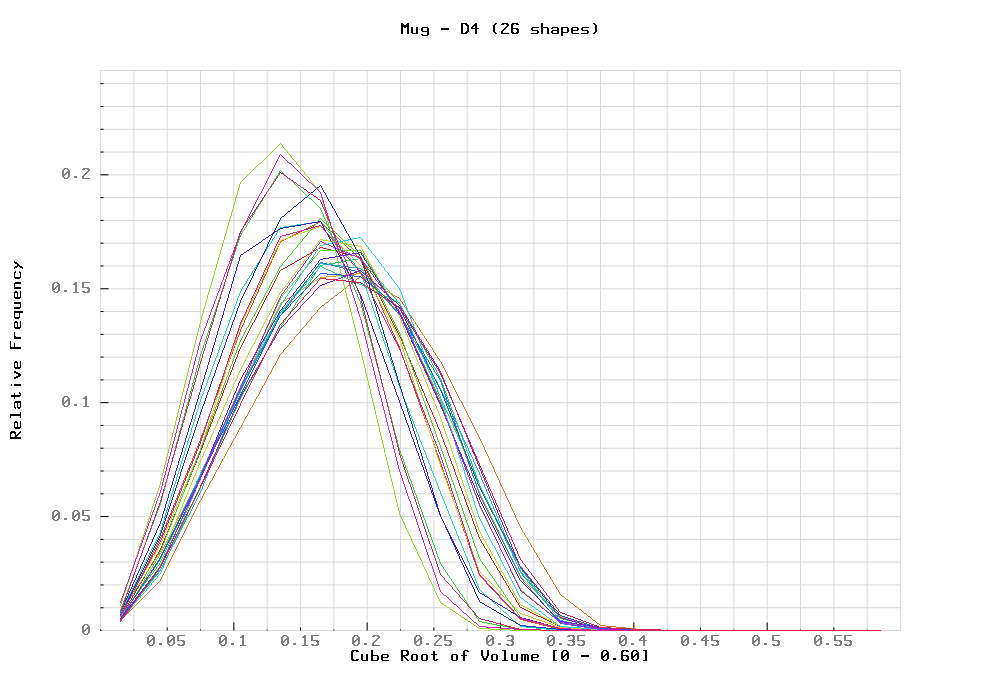 Mug - D4 (26 shapes)
0.2
0.15
0.1
0.05
0
Relative Frequency
0.05 0.1 0.15 0.2 0.25 0.3 0.35 0.4 0.45 0.5 0.55
Cube Root of Volume [0 - 0.60]